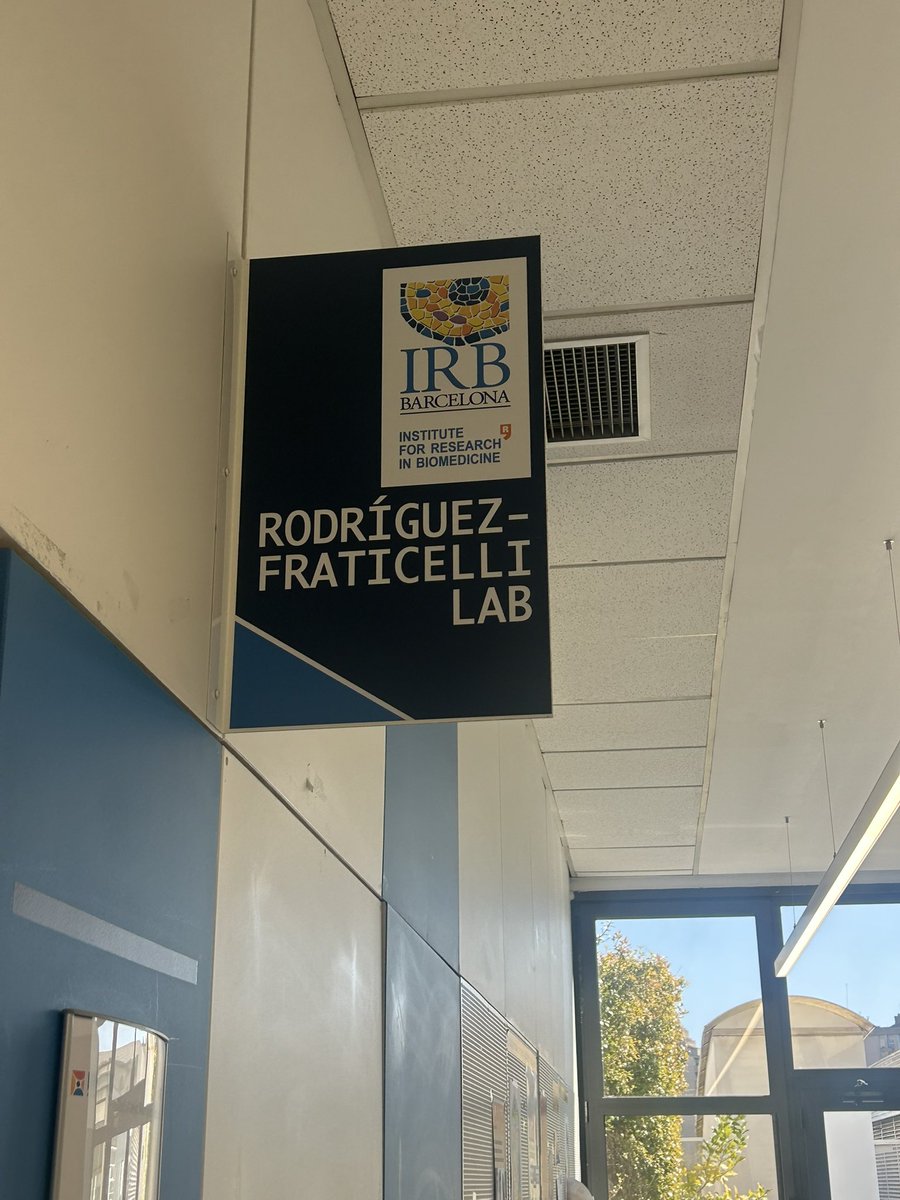 IRB
BARCELONA
INSTITUTE
FOR RESEARCH
IN BIOMEDICINE
R
RODRÍGUEZ-
FRATICELLI
LAB